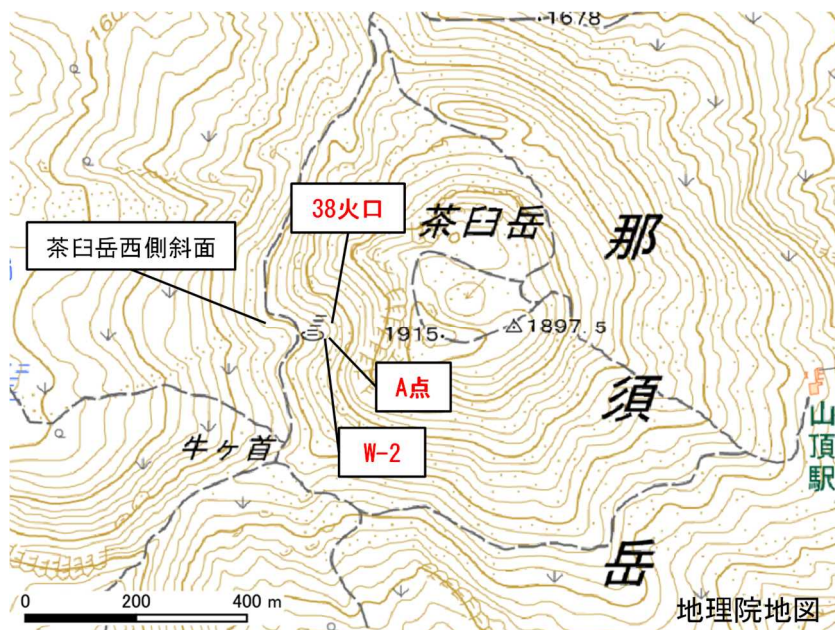 ・1678
160
38火口
茶臼岳西側斜面
茶臼岳
那
1915・
1897.5
A点
須
W-2
牛ヶ首
山頂駅
岳
0 200 400 m
地理院地図